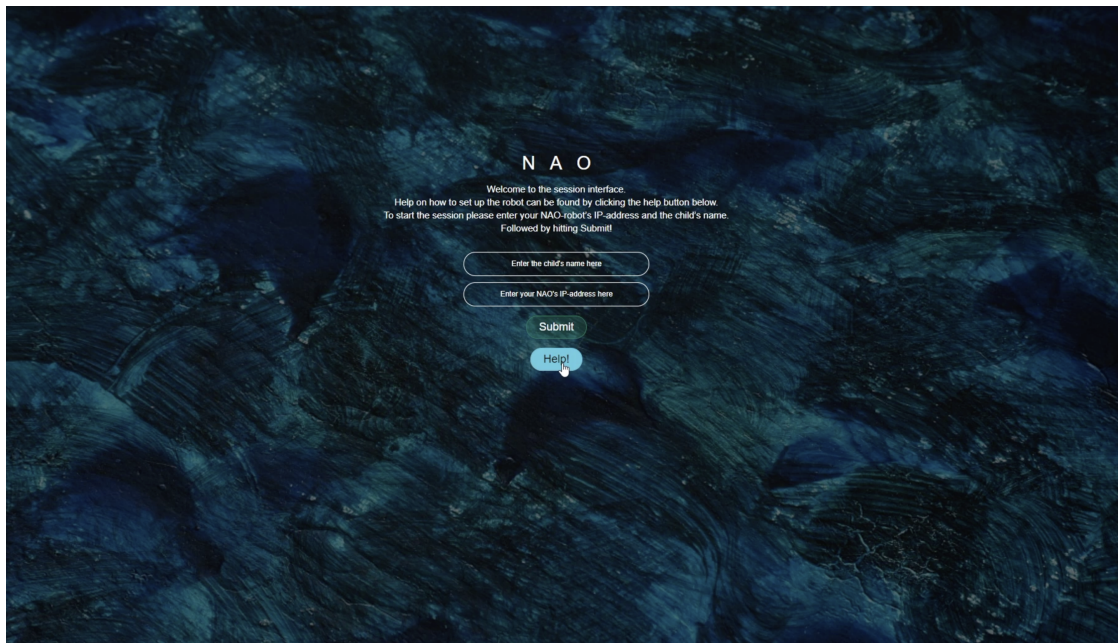 N A O
Welcome to the session interface.
Help on how to set up the robot can be found by clicking the help button below.
To start the session please enter your NAO-robot's IP-address and the child's name.
Followed by hitting Submit!
Enter the child's name here
Enter your NAO's IP-address here
Submit
Help!